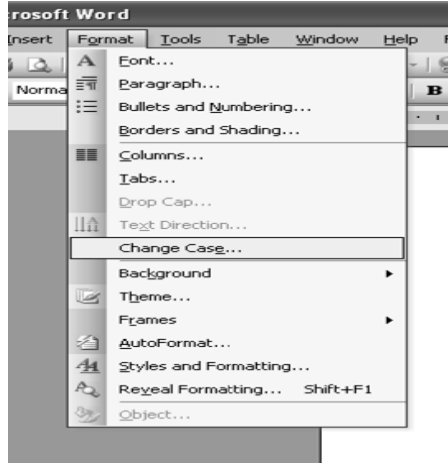 crosoft Word
Insert Format Tools Table Window Help
Norma B
Font...
Paragraph...
Bullets and Numbering...
Borders and Shading...
Columns...
Tabs...
Drop Cap...
Text Direction...
Change Case...
Background
Theme...
Frames
AutoFormat...
Styles and Formatting...
Reveal Formatting... Shift+F1
Object...